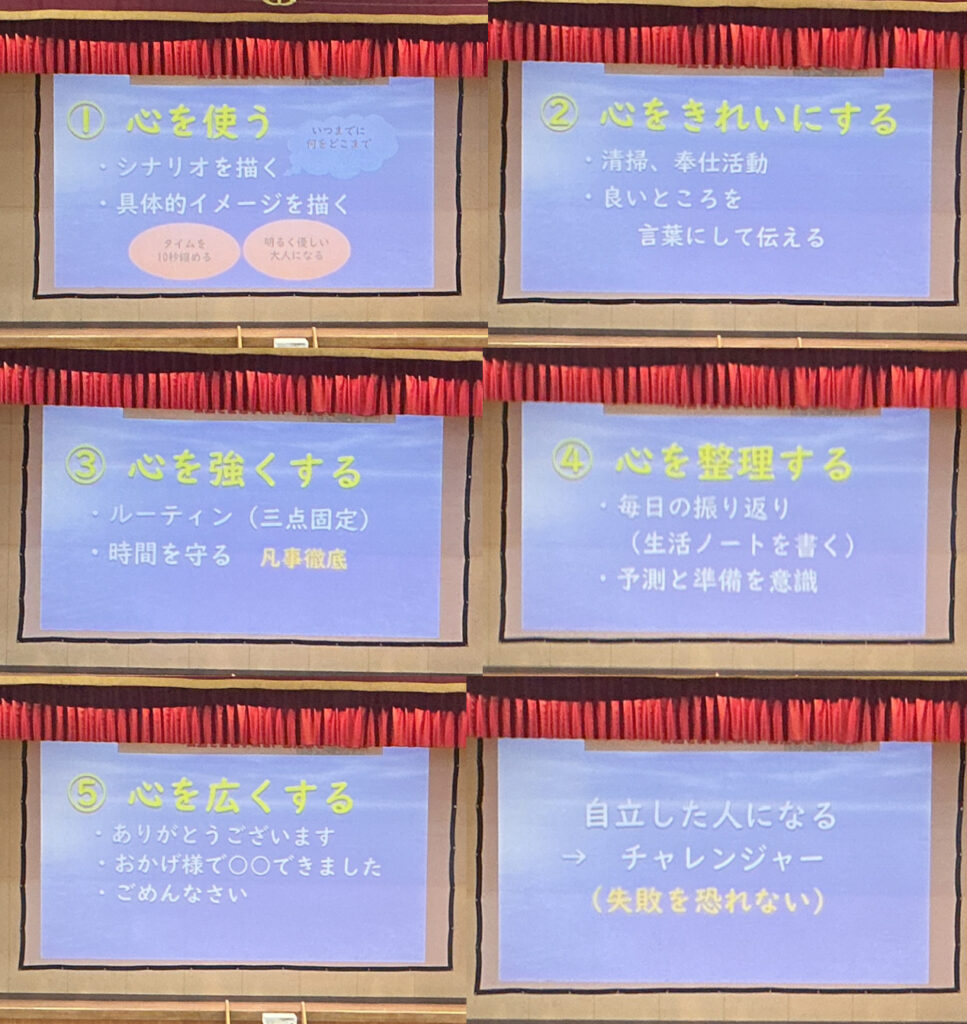 ① 心を使う
いつまでに
何をどこまで
・シナリオを描く
・具体的イメージを描く
タイムを
10秒縮める
明るく優しい
大人になる
② 心をきれいにする
・清掃、奉仕活動
・良いところを
言葉にして伝える
③ 心を強くする
・ルーティン（三点固定）
・時間を守る　凡事徹底
④ 心を整理する
・毎日の振り返り
（生活ノートを書く）
・予測と準備を意識
⑤ 心を広くする
・ありがとうございます
・おかげ様で〇〇できました
・ごめんなさい
自立した人になる
→　チャレンジャー
（失敗を恐れない）